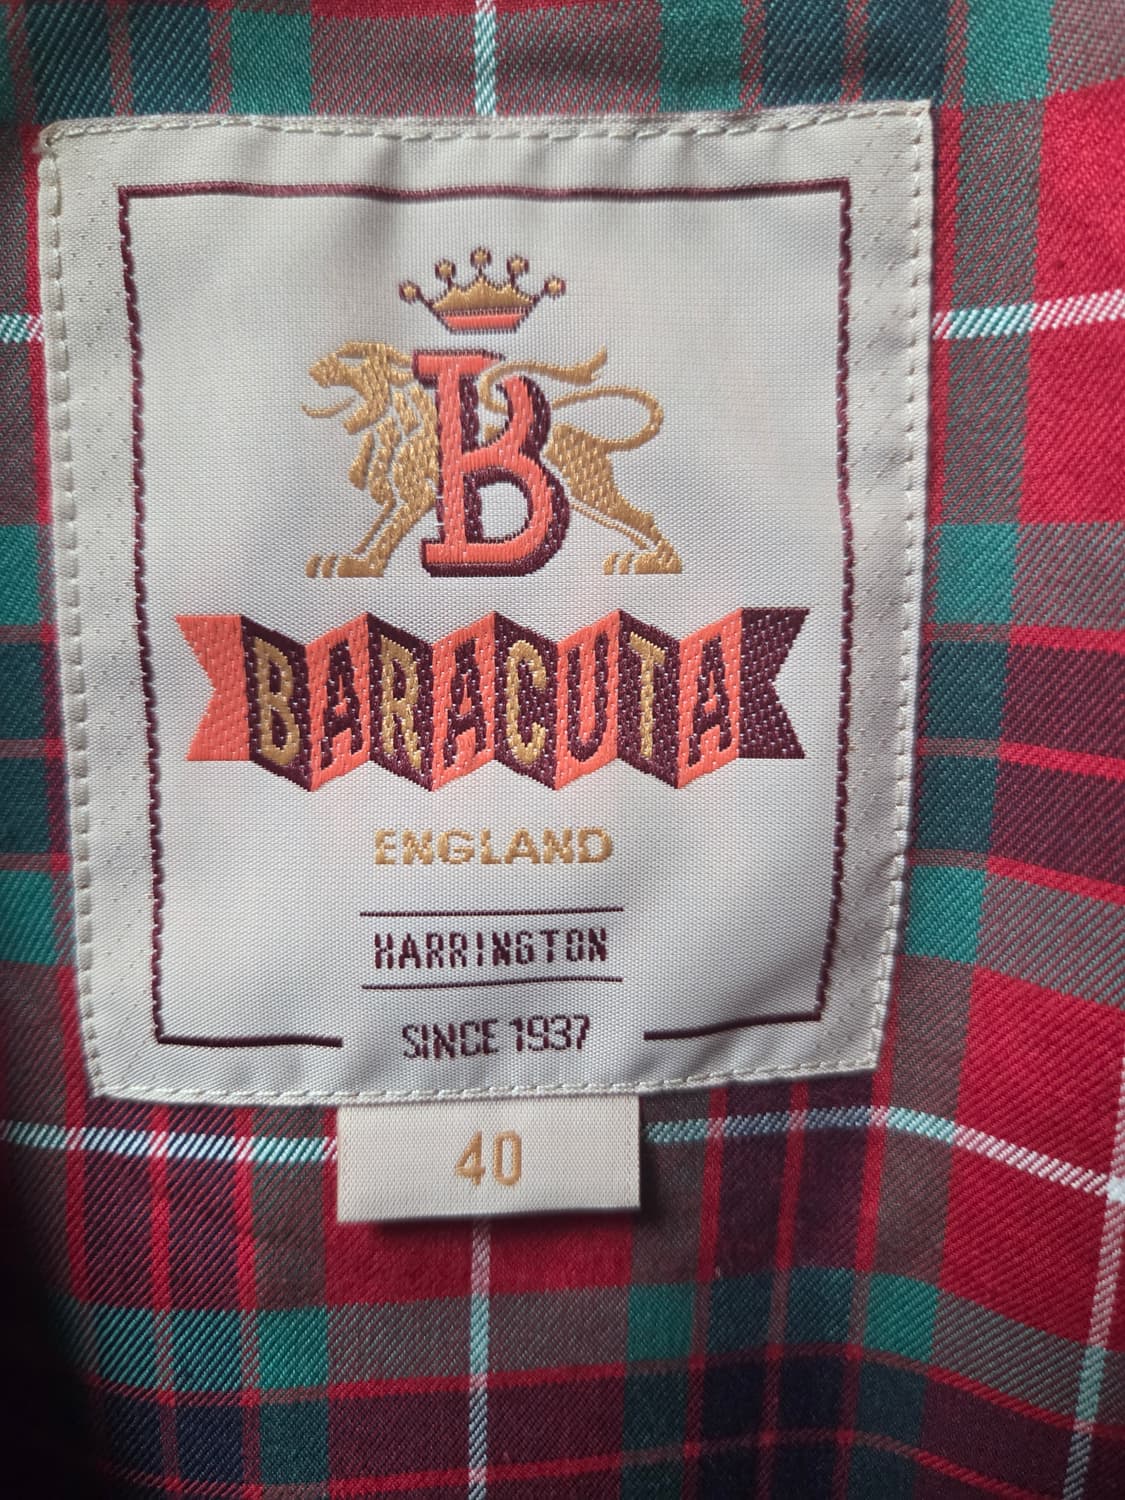 B
BARACUTA
ENGLAND
HARRINGTON
SINCE 1937
40